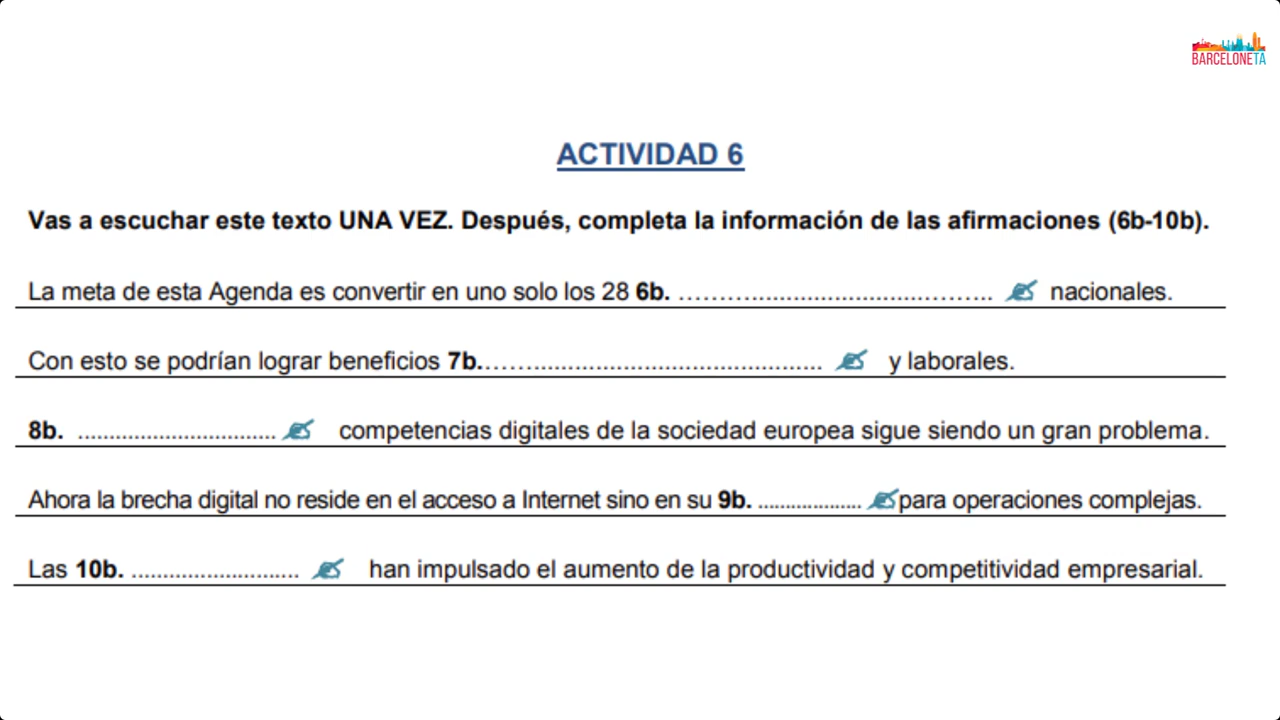 BARCELONETA
ACTIVIDAD 6
Vas a escuchar este texto UNA VEZ. Después, completa la información de las afirmaciones (6b-10b).
La meta de esta Agenda es convertir en uno solo los 28 6b. ………............................……... nacionales.
Con esto se podrían lograr beneficios 7b.……......................................... y laborales.
8b. ............................... competencias digitales de la sociedad europea sigue siendo un gran problema.
Ahora la brecha digital no reside en el acceso a Internet sino en su 9b. ................... para operaciones complejas.
Las 10b. ........................... han impulsado el aumento de la productividad y competitividad empresarial.